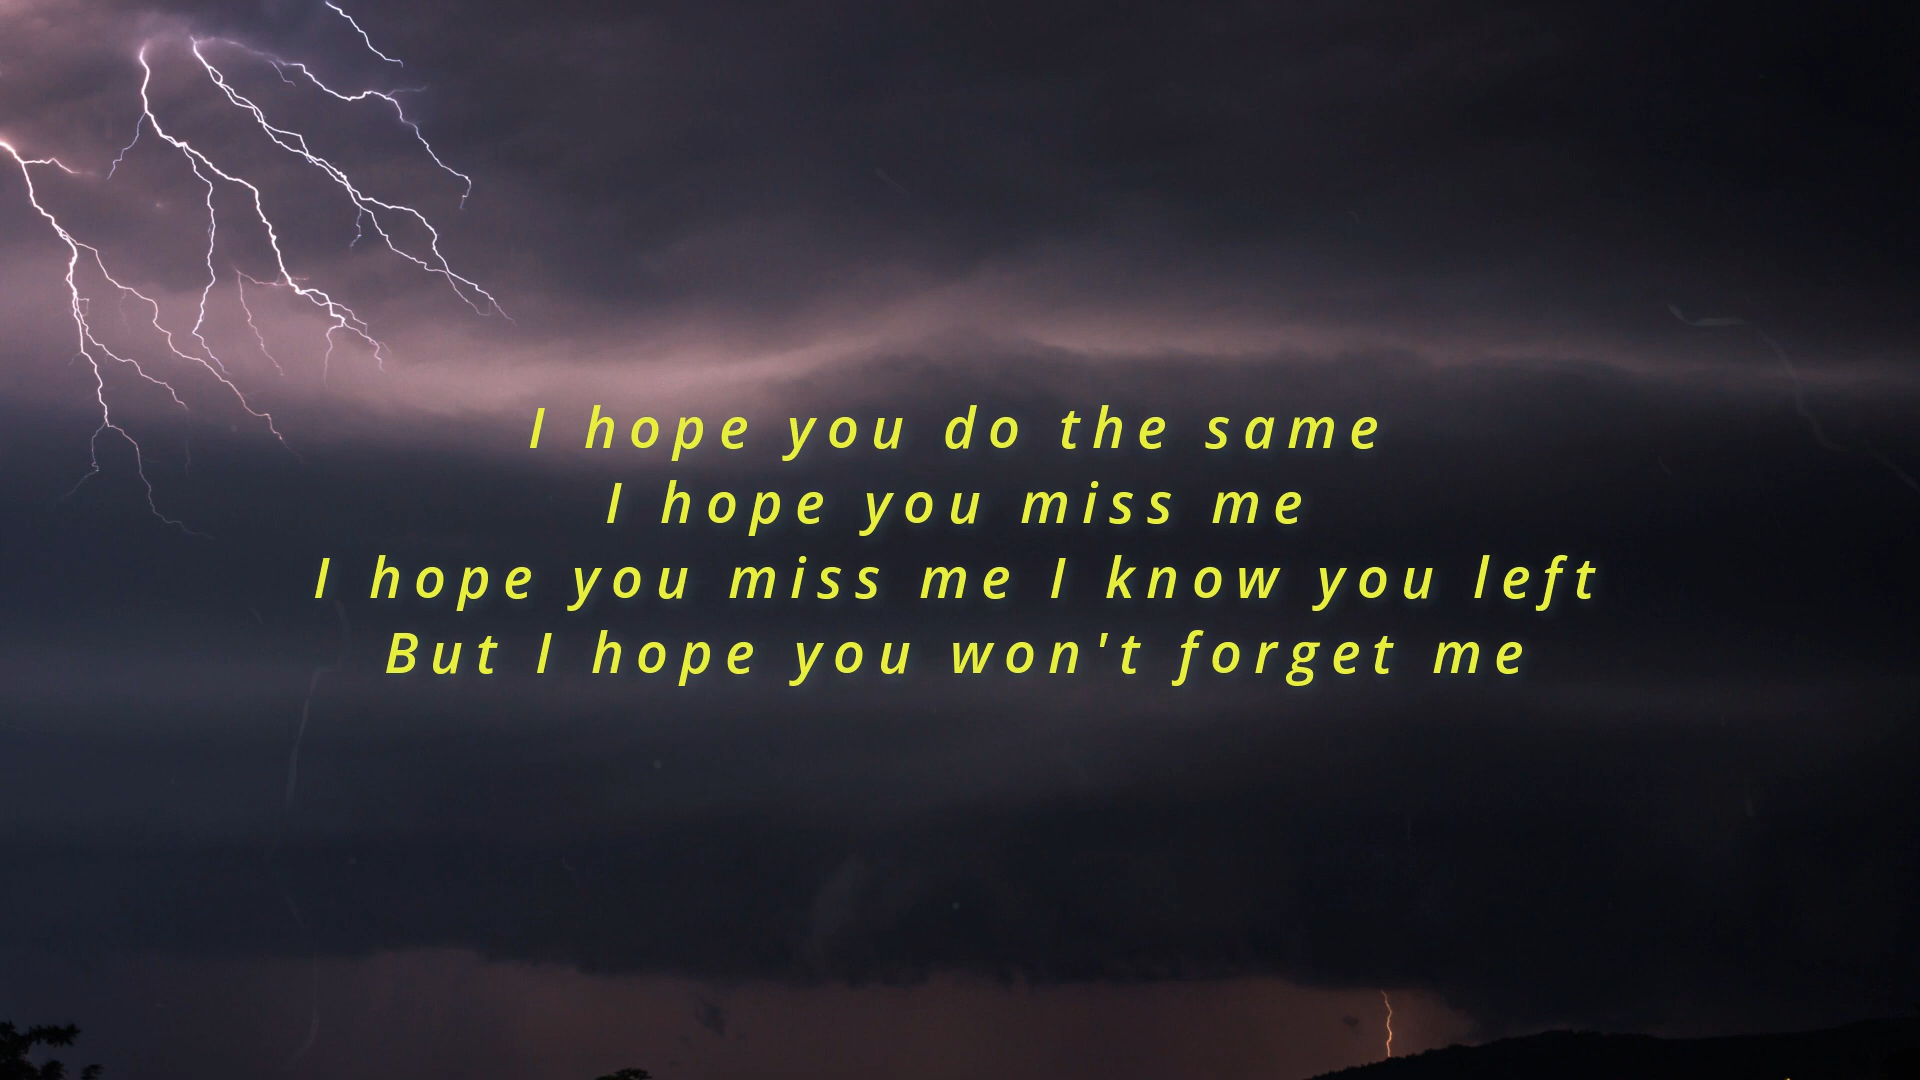 I hope you do the same
I hope you miss me
I hope you miss me I know you left
But I hope you won't forget me